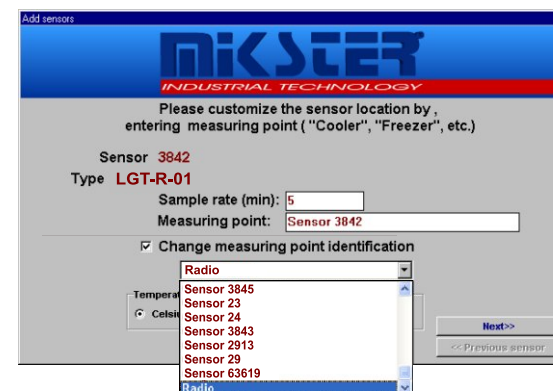 Add sensors
MIKSTER
INDUSTRIAL TECHNOLOGY
Please customize the sensor location by ,
entering measuring point ( "Cooler", "Freezer", etc.)
Sensor 3842
Type LGT-R-01
Sample rate (min): 5
Measuring point: Sensor 3842
Change measuring point identification
Radio
Sensor 3845
Sensor 23
Sensor 24
Sensor 3843
Sensor 2913
Sensor 29
Sensor 63619
Radio
Next>>
<< Previous sensor